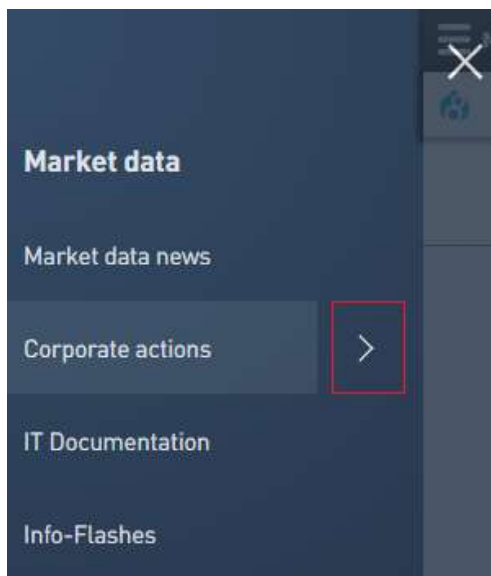 Market data
Market data news
Corporate actions
IT Documentation
Info-Flashes